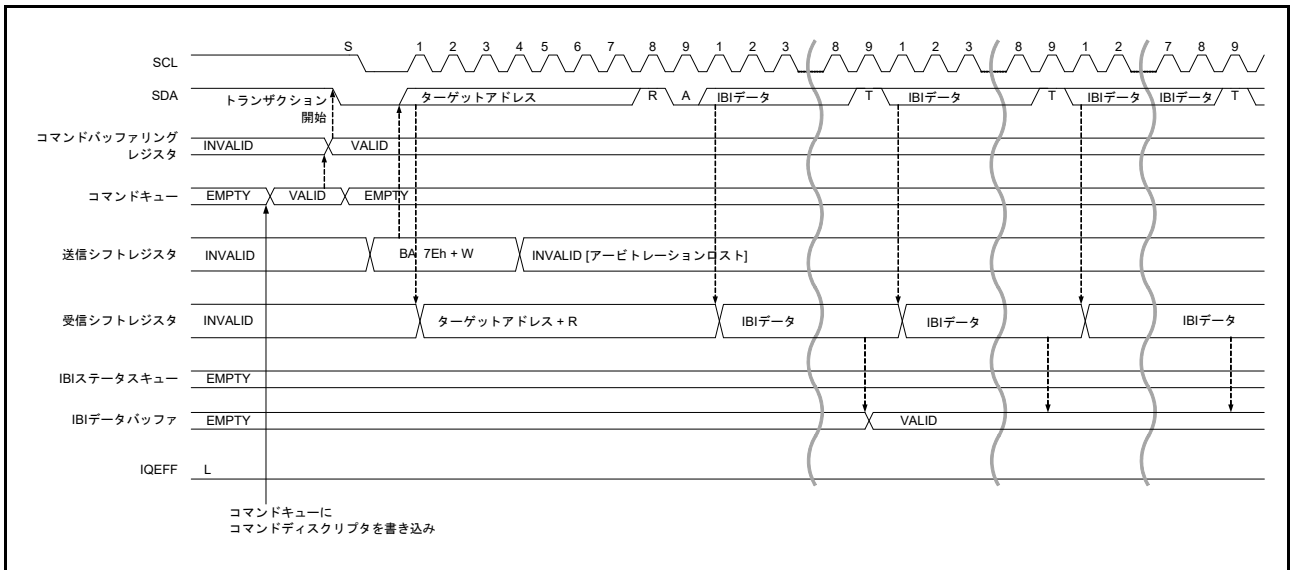 S 1 2 3 4 5 6 7 8 9 1 2 3 8 9 1 2 3 8 9 1 2 7 8 9
SCL
SDA トランザクション ターゲットアドレス R A IBIデータ T IBIデータ T IBIデータ IBIデータ T
開始
コマンドバッファリング
レジスタ INVALID VALID
コマンドキュー EMPTY VALID EMPTY
送信シフトレジスタ INVALID BA 7Eh + W INVALID [アービトレーションロスト]
受信シフトレジスタ INVALID ターゲットアドレス + R IBIデータ IBIデータ IBIデータ
IBIステータスキュー EMPTY
IBIデータバッファ EMPTY VALID
IQEFF L
コマンドキューに
コマンドディスクリプタを書き込み